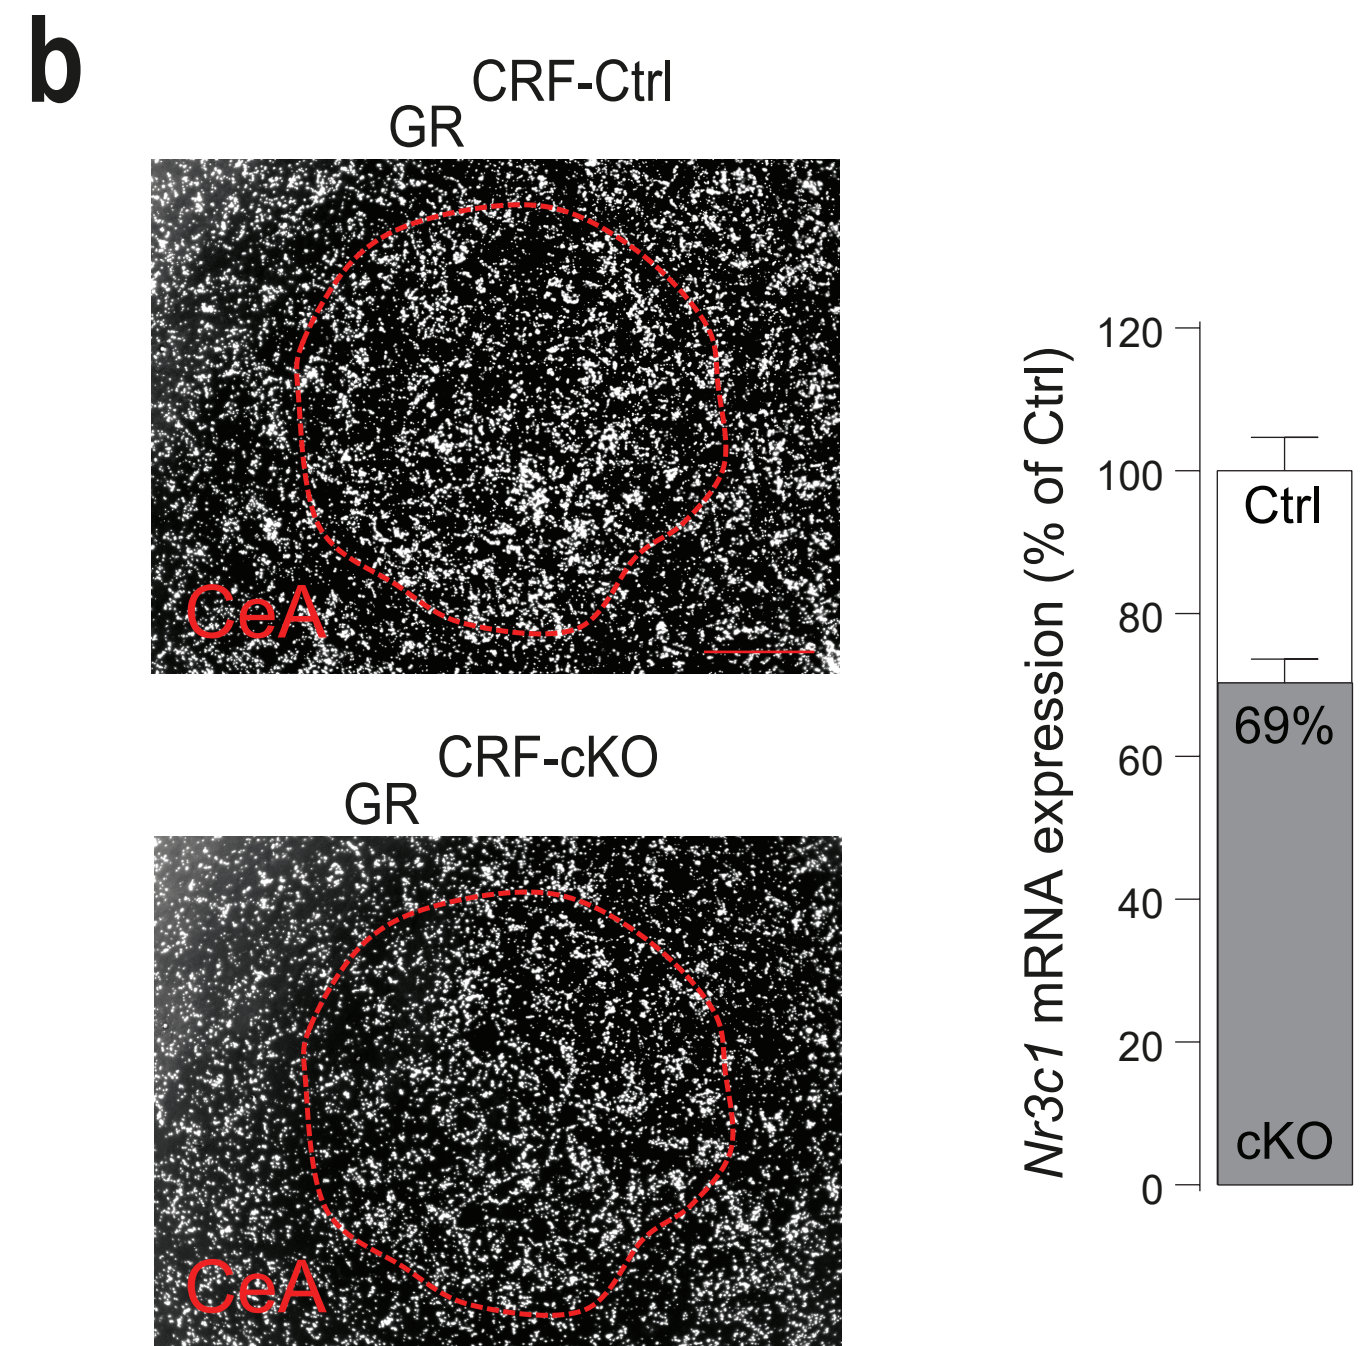 b
GR CRF-Ctrl
CeA
GR CRF-cKO
CeA
Nr3c1 mRNA expression (% of Ctrl)
120
100
80
60
40
20
0
Ctrl
69%
cKO